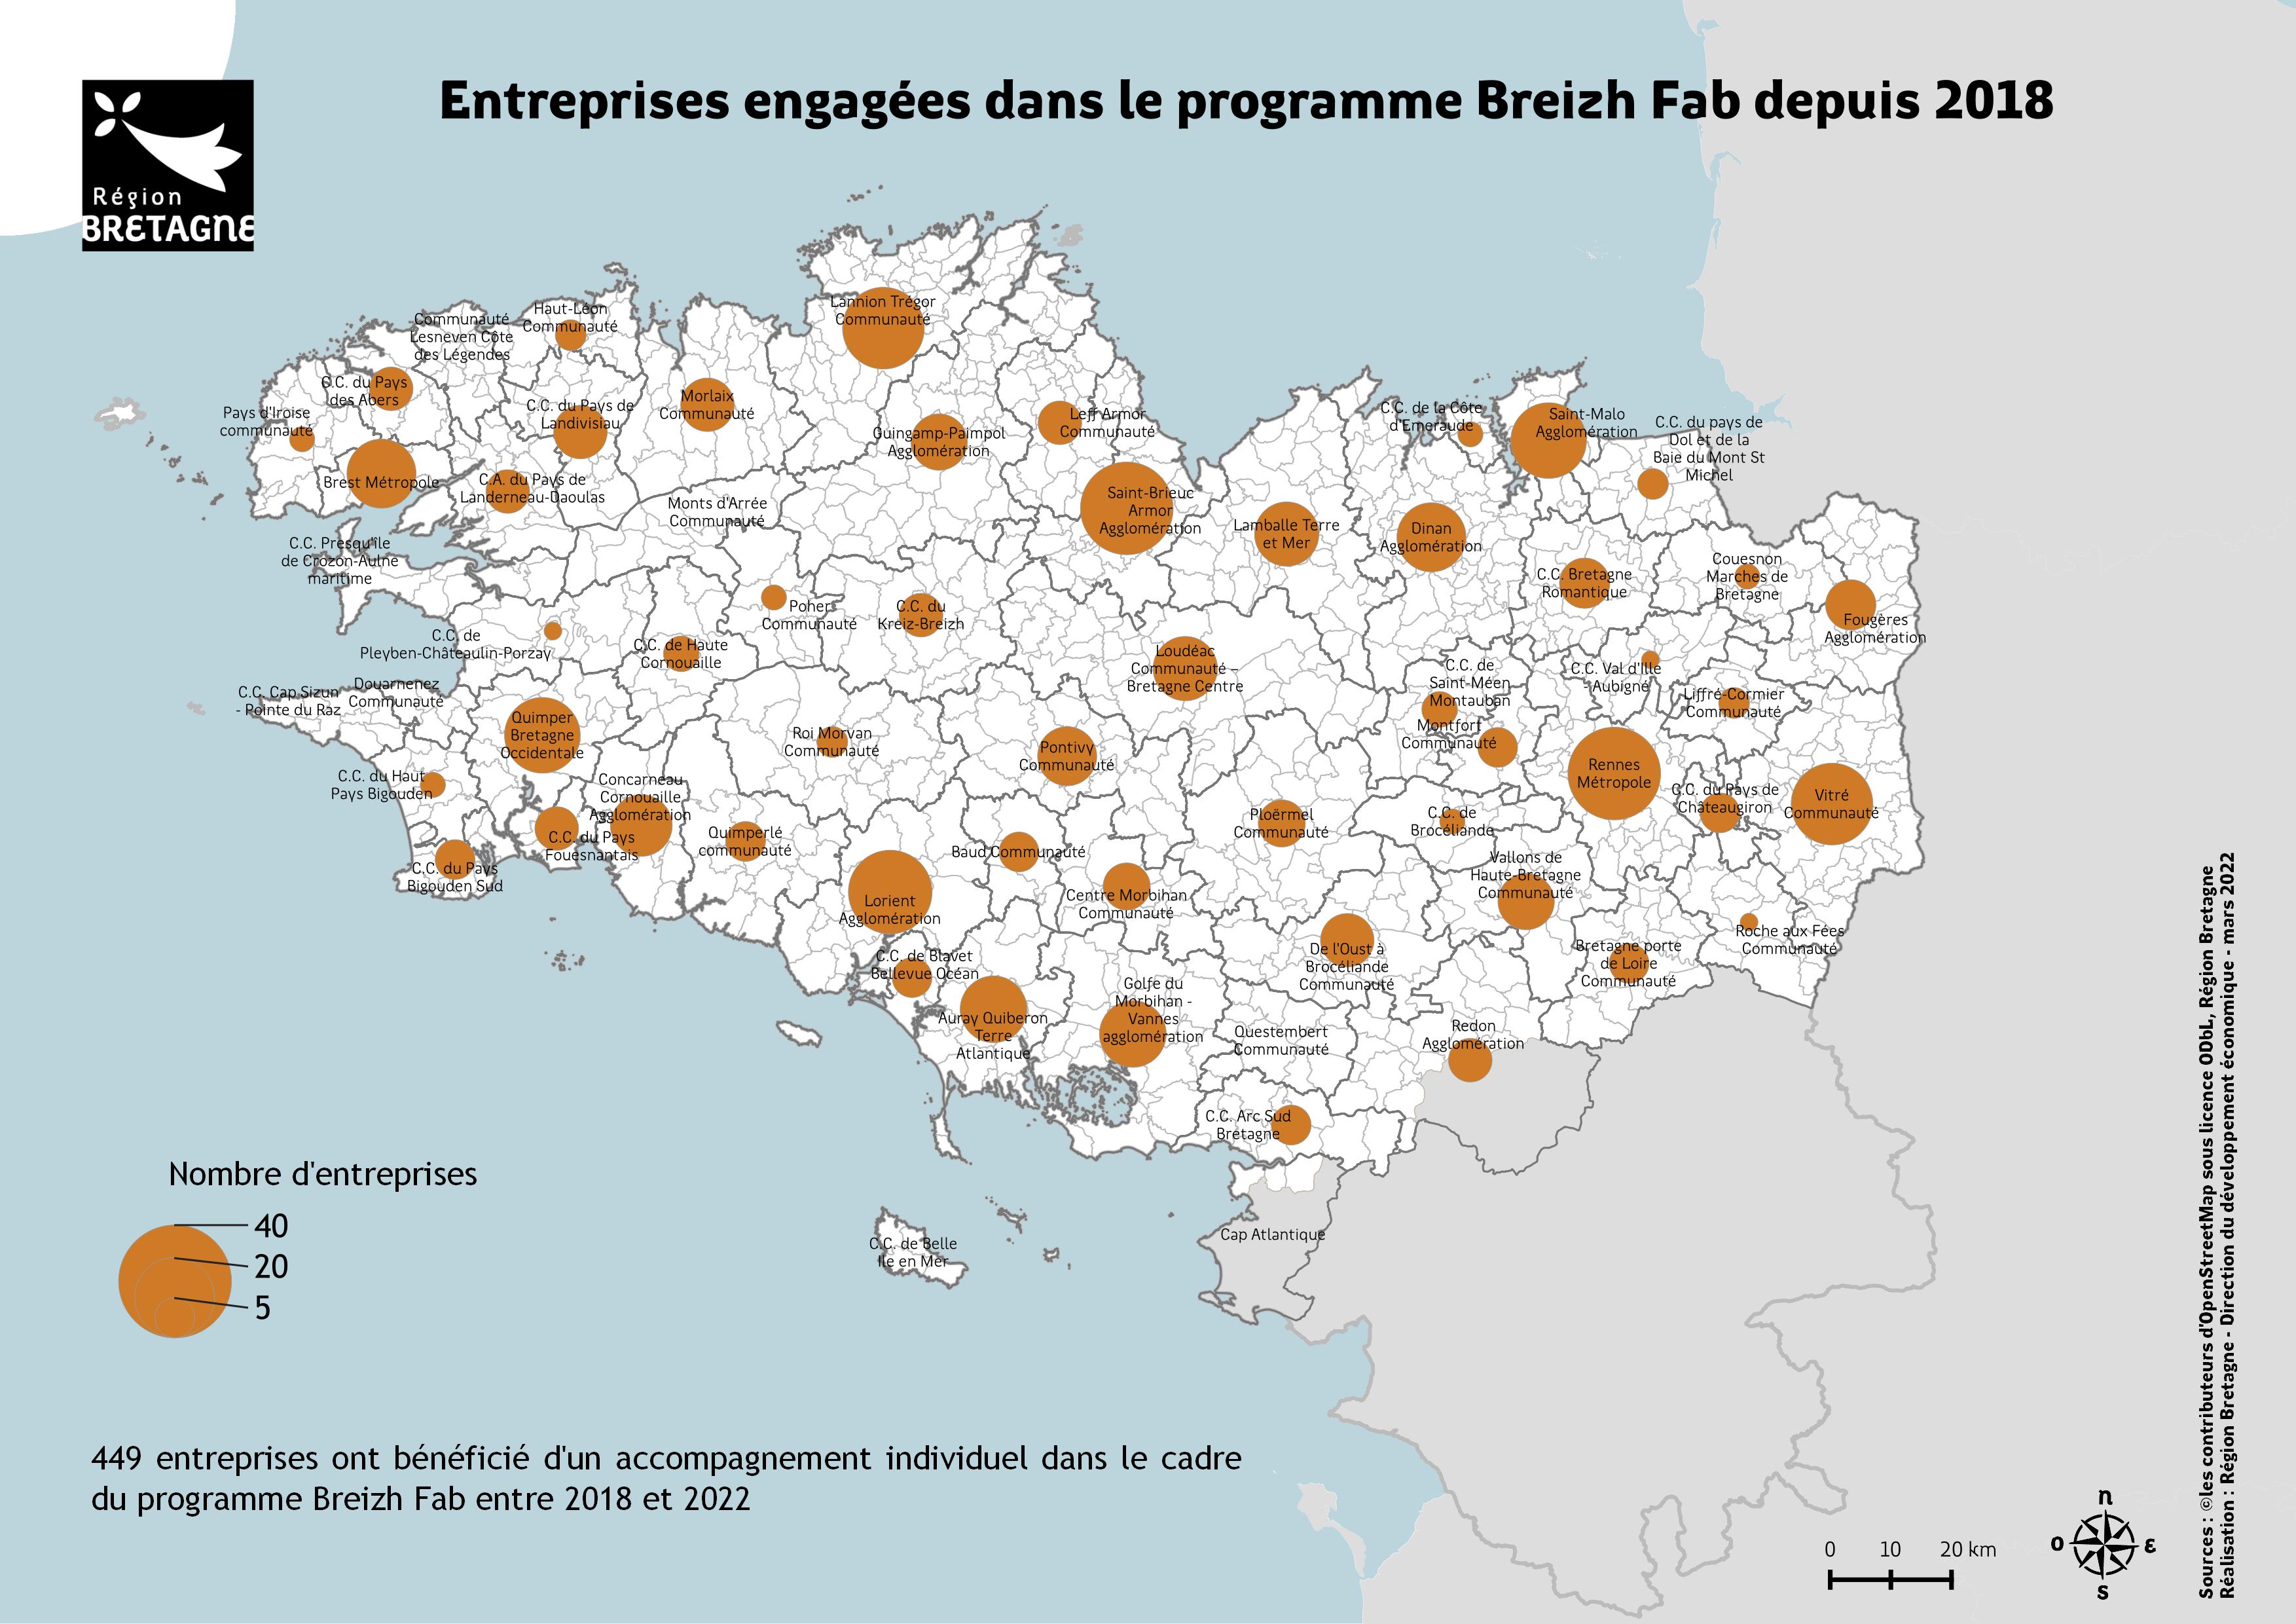 Entreprises engagées dans le programme Breizh Fab depuis 2018
Région
BRETAGNE
Lannion Trégor
Communauté
Haut-Léon
Communauté
Communauté
Lesneven Côte
des Légendes
C.C. du Pays
des Abers
Pays d'Iroise
communauté
C.C. du Pays de
Landivisiau
Morlaix
Communauté
Guingamp-Paimpol
Agglomération
Leff Armor
Communauté
C.C. de la Côte
d'Emeraude
Saint-Malo
Agglomération
C.C. du pays de
Dol et de la
Baie du Mont St
Michel
Brest Métropole
C.A. du Pays de
Landerneau-Daoulas
Monts d'Arrée
Communauté
Saint-Brieuc
Armor
Agglomération
Lamballe Terre
et Mer
Dinan
Agglomération
C.C. Presqu'île
de Crozon-Aulne
maritime
C.C. Bretagne
Romantique
Couesnon
Marches de
Bretagne
Fougères
Agglomération
Poher
Communauté
C.C. du
Kreiz-Breizh
C.C. de
Pleyben-Châteaulin-Porzay
C.C. de Haute
Cornouaille
Loudéac
Communauté –
Bretagne Centre
C.C. de
Saint-Méen
Montauban
C.C. Val d'Ille
- Aubigné
Liffré-Cormier
Communauté
Douarnenez
Communauté
C.C. Cap Sizun
- Pointe du Raz
Quimper
Bretagne
Occidentale
Roi Morvan
Communauté
Pontivy
Communauté
Montfort
Communauté
Rennes
Métropole
C.C. du Haut
Pays Bigouden
Concarneau
Cornouaille
Agglomération
C.C. du Pays de
Châteaugiron
Vitré
Communauté
C.C. du Pays
Fouesnantais
Quimperlé
communauté
Ploërmel
Communauté
C.C. de
Brocéliande
Baud Communauté
C.C. du Pays
Bigouden Sud
Vallons de
Haute-Bretagne
Communauté
Lorient
Agglomération
Centre Morbihan
Communauté
Roche aux Fées
Communauté
C.C. de Blavet
Bellevue Océan
De l'Oust à
Brocéliande
Communauté
Bretagne porte
de Loire
Communauté
Golfe du
Morbihan -
Vannes
agglomération
Auray Quiberon
Terre
Atlantique
Questembert
Communauté
Redon
Agglomération
C.C. Arc Sud
Bretagne
Cap Atlantique
C.C. de Belle
Ile en Mer
Nombre d'entreprises
40
20
5
449 entreprises ont bénéficié d'un accompagnement individuel dans le cadre
du programme Breizh Fab entre 2018 et 2022
0 10 20 km
n
o
ε
s
Sources : ©les contributeurs d'OpenStreetMap sous licence ODbL, Région Bretagne
Réalisation : Région Bretagne - Direction du développement économique - mars 2022